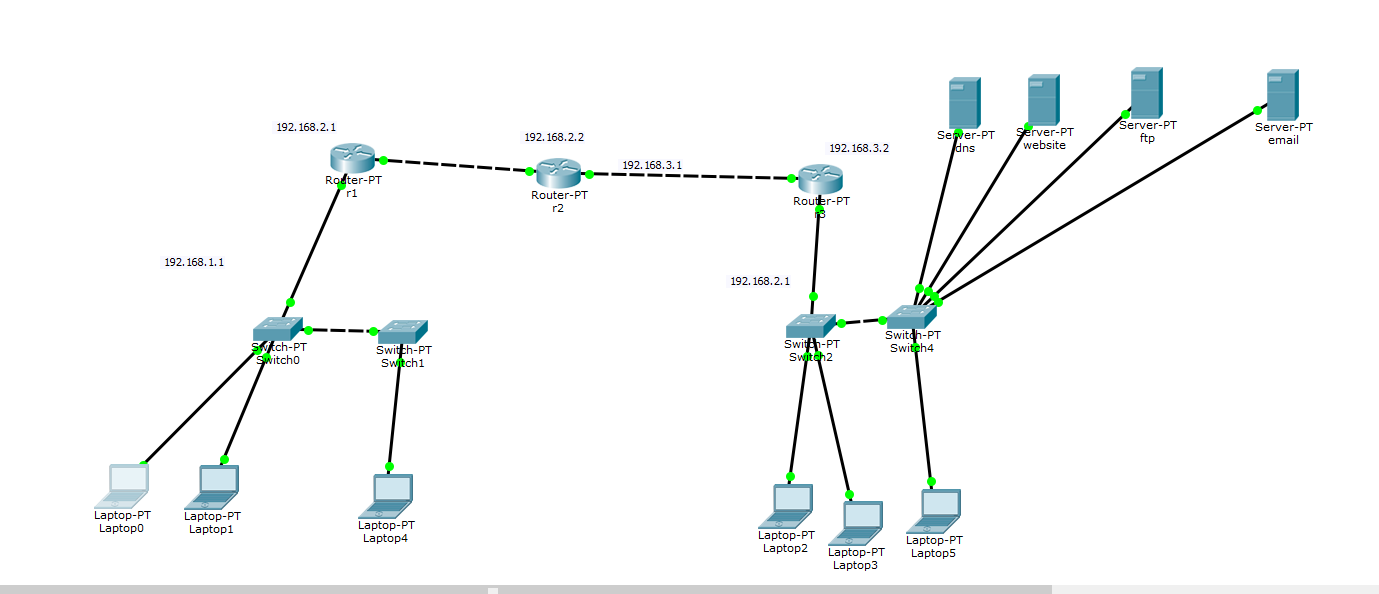 192.168.2.1
Router-PT
r1
192.168.2.2
Router-PT
r2
192.168.3.1
192.168.3.2
Router-PT
r3
Server-PT
dns
Server-PT
website
Server-PT
ftp
Server-PT
email
192.168.1.1
192.168.2.1
Switch-PT
Switch0
Switch-PT
Switch1
Switch-PT
Switch2
Switch-PT
Switch4
Laptop-PT
Laptop0
Laptop-PT
Laptop1
Laptop-PT
Laptop4
Laptop-PT
Laptop2
Laptop-PT
Laptop3
Laptop-PT
Laptop5